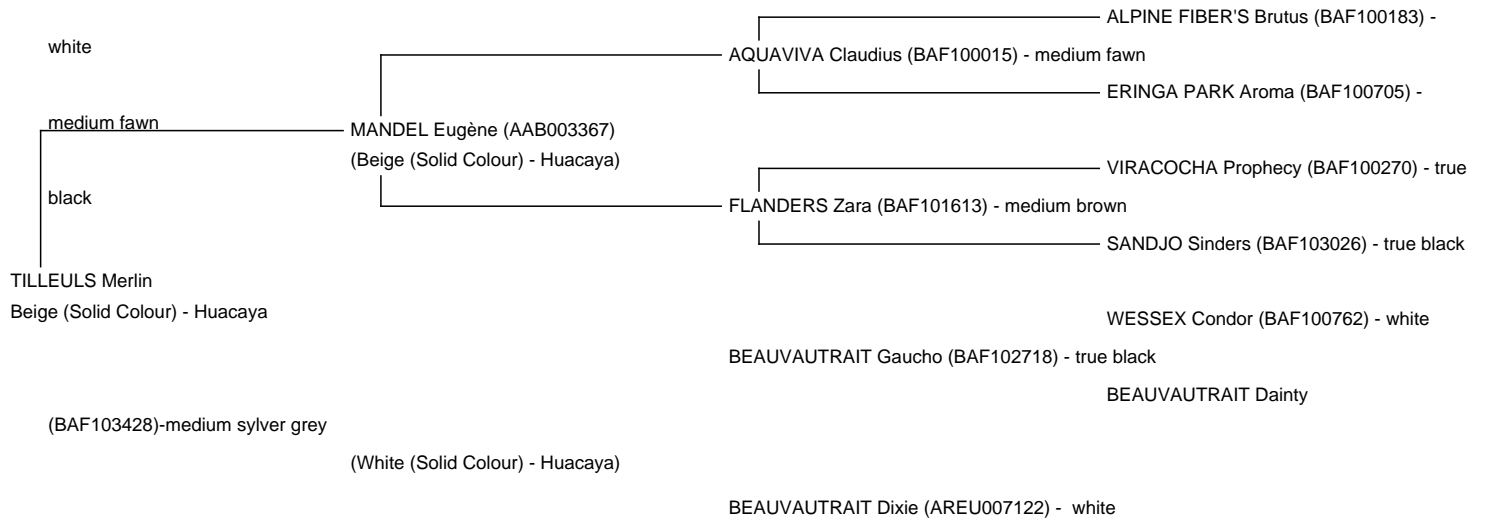 ALPINE FIBER'S Brutus (BAF100183) -
white
AQUAVIVA Claudius (BAF100015) - medium fawn
ERINGA PARK Aroma (BAF100705) -
medium fawn
MANDEL Eugène (AAB003367)
(Beige (Solid Colour) - Huacaya)
VIRACOCHA Prophecy (BAF100270) - true
black
FLANDERS Zara (BAF101613) - medium brown
SANDJO Sinders (BAF103026) - true black
TILLEULS Merlin
Beige (Solid Colour) - Huacaya
WESSEX Condor (BAF100762) - white
BEAUVAUTRAIT Gaucho (BAF102718) - true black
BEAUVAUTRAIT Dainty
(BAF103428)-medium sylver grey
(White (Solid Colour) - Huacaya)
BEAUVAUTRAIT Dixie (AREU007122) - white